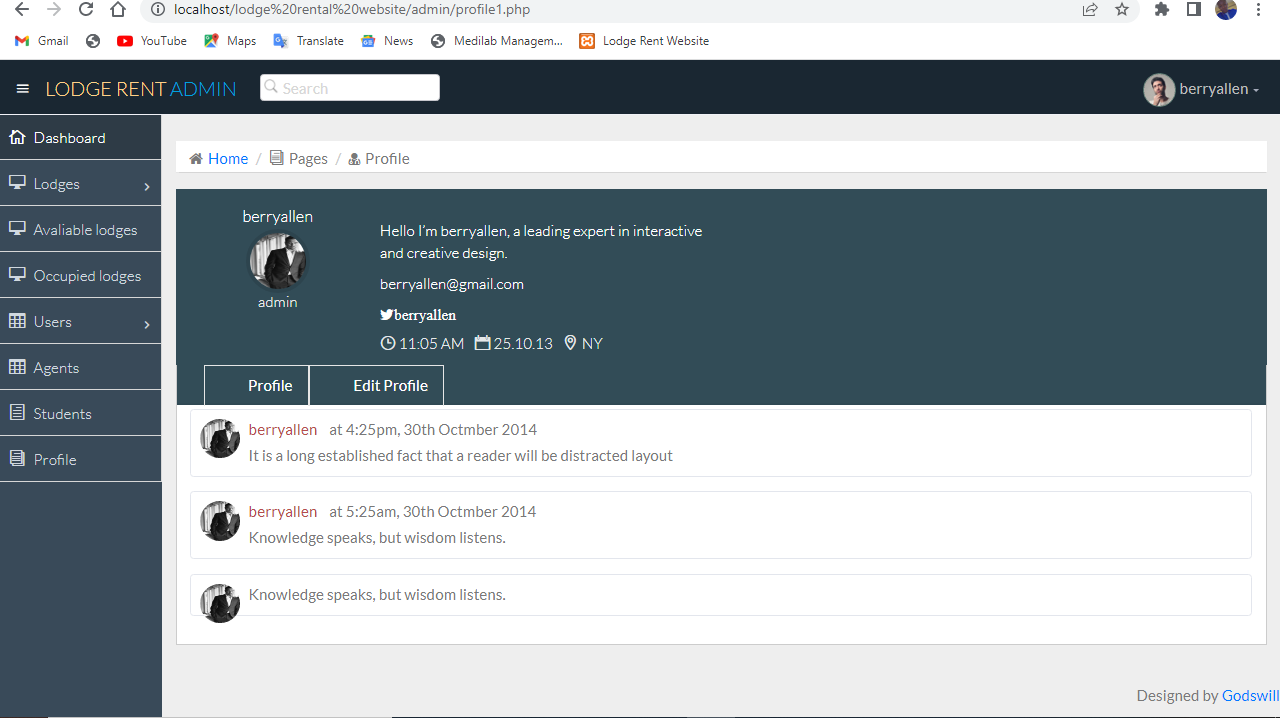 localhost/lodge%20rental%20website/admin/profile1.php
Gmail YouTube Maps Translate News Medilab Managem... Lodge Rent Website
LODGE RENT ADMIN Search berryallen
Dashboard
Lodges
Avaliable lodges
Occupied lodges
Users
Agents
Students
Profile
Home / Pages / Profile
berryallen
admin
Hello I'm berryallen, a leading expert in interactive
and creative design.
berryallen@gmail.com
berryallen
11:05 AM 25.10.13 NY
Profile Edit Profile
berryallen at 4:25pm, 30th Octmber 2014
It is a long established fact that a reader will be distracted layout
berryallen at 5:25am, 30th Octmber 2014
Knowledge speaks, but wisdom listens.
Knowledge speaks, but wisdom listens.
Designed by Godswill